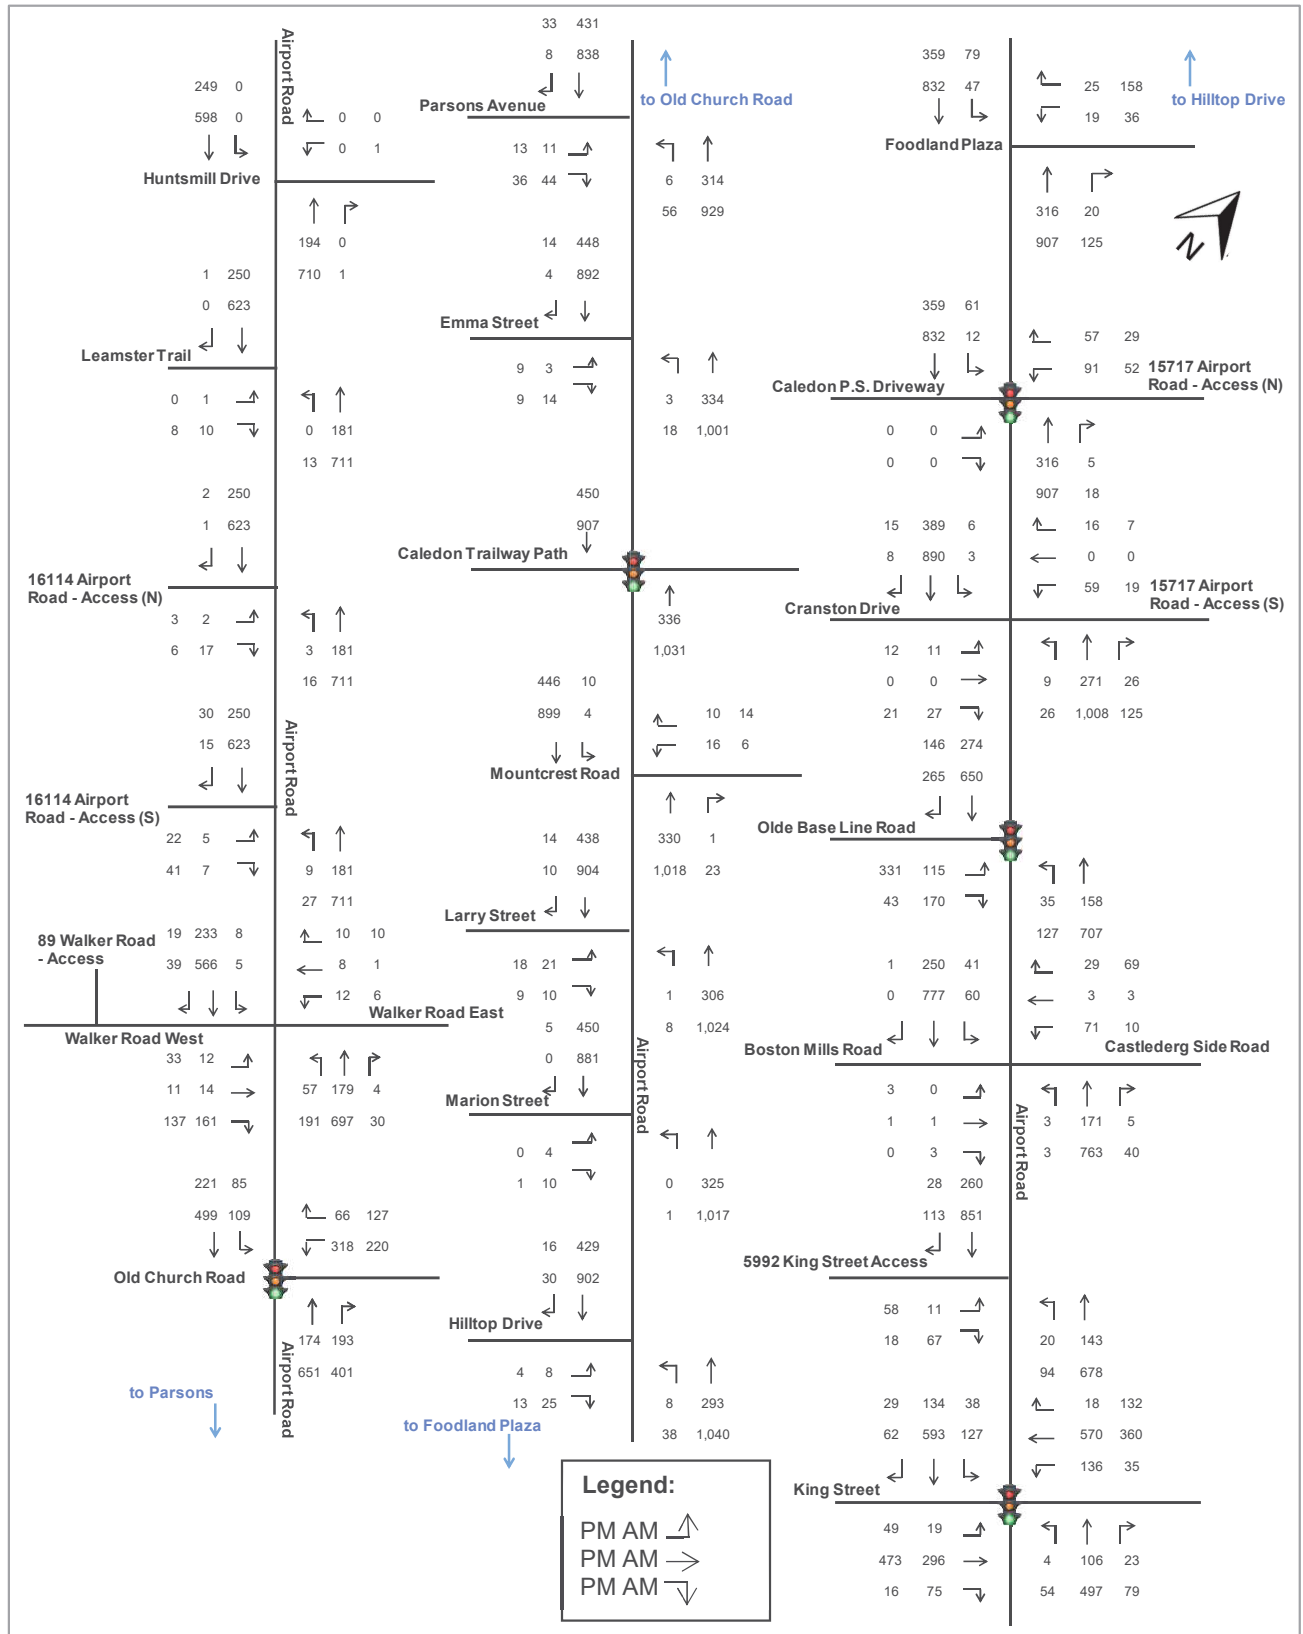 Airport Road
249 0
598 0
0 0
0 1
Huntsmill Drive
194 0
710 1
1 250
0 623
Leamster Trail
0 1
8 10
0 181
13 711
2 250
1 623
16114 Airport
Road - Access (N)
3 2
6 17
3 181
16 711
30 250
15 623
Airport Road
16114 Airport
Road - Access (S)
22 5
41 7
9 181
27 711
89 Walker Road
- Access
19 233 8
39 566 5
10 10
8 1
12 6
Walker Road East
Walker Road West
33 12
11 14
137 161
57 179 4
191 697 30
221 85
499 109
66 127
318 220
Old Church Road
174 193
651 401
Airport Road
to Parsons
33 431
8 838
to Old Church Road
Parsons Avenue
13 11
36 44
6 314
56 929
14 448
4 892
Emma Street
9 3
9 14
3 334
18 1,001
450
907
Caledon Trailway Path
336
1,031
446 10
899 4
10 14
16 6
Mountcrest Road
330 1
1,018 23
14 438
10 904
Larry Street
18 21
9 10
1 306
8 1,024
5 450
0 881
Airport Road
Marion Street
0 4
1 10
0 325
1 1,017
16 429
30 902
Hilltop Drive
4 8
13 25
8 293
38 1,040
to Foodland Plaza
359 79
832 47
25 158
19 36
to Hilltop Drive
Foodland Plaza
316 20
907 125
N
359 61
832 12
57 29
91 52
15717 Airport
Road - Access (N)
Caledon P.S. Driveway
0 0
0 0
316 5
907 18
15 389 6
8 890 3
16 7
0 0
59 19
15717 Airport
Road - Access (S)
Cranston Drive
12 11
0 0
21 27
9 271 26
26 1,008 125
146 274
265 650
Olde Base Line Road
331 115
43 170
35 158
127 707
1 250 41
0 777 60
29 69
3 3
71 10
Boston Mills Road
Castlederg Side Road
3 0
1 1
0 3
3 171 5
3 763 40
Airport Road
28 260
113 851
5992 King Street Access
58 11
18 67
20 143
94 678
29 134 38
62 593 127
18 132
570 360
136 35
King Street
49 19
473 296
16 75
4 106 23
54 497 79
Legend:
PM AM
PM AM
PM AM